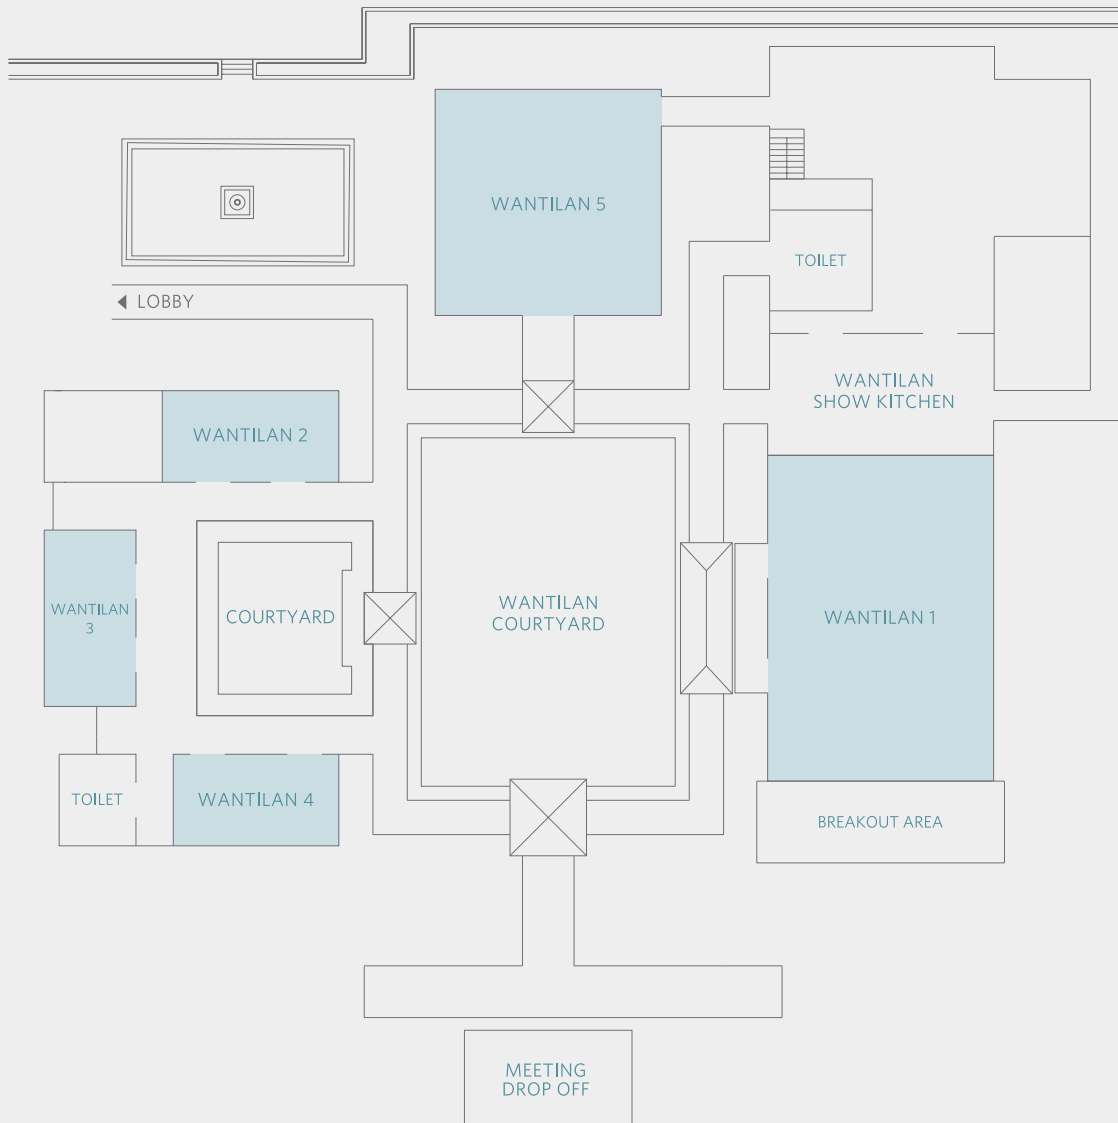 WANTILAN 5
TOILET
LOBBY
WANTILAN
SHOW KITCHEN
WANTILAN 2
WANTILAN
3
COURTYARD
WANTILAN
COURTYARD
WANTILAN 1
TOILET
WANTILAN 4
BREAKOUT AREA
MEETING
DROP OFF